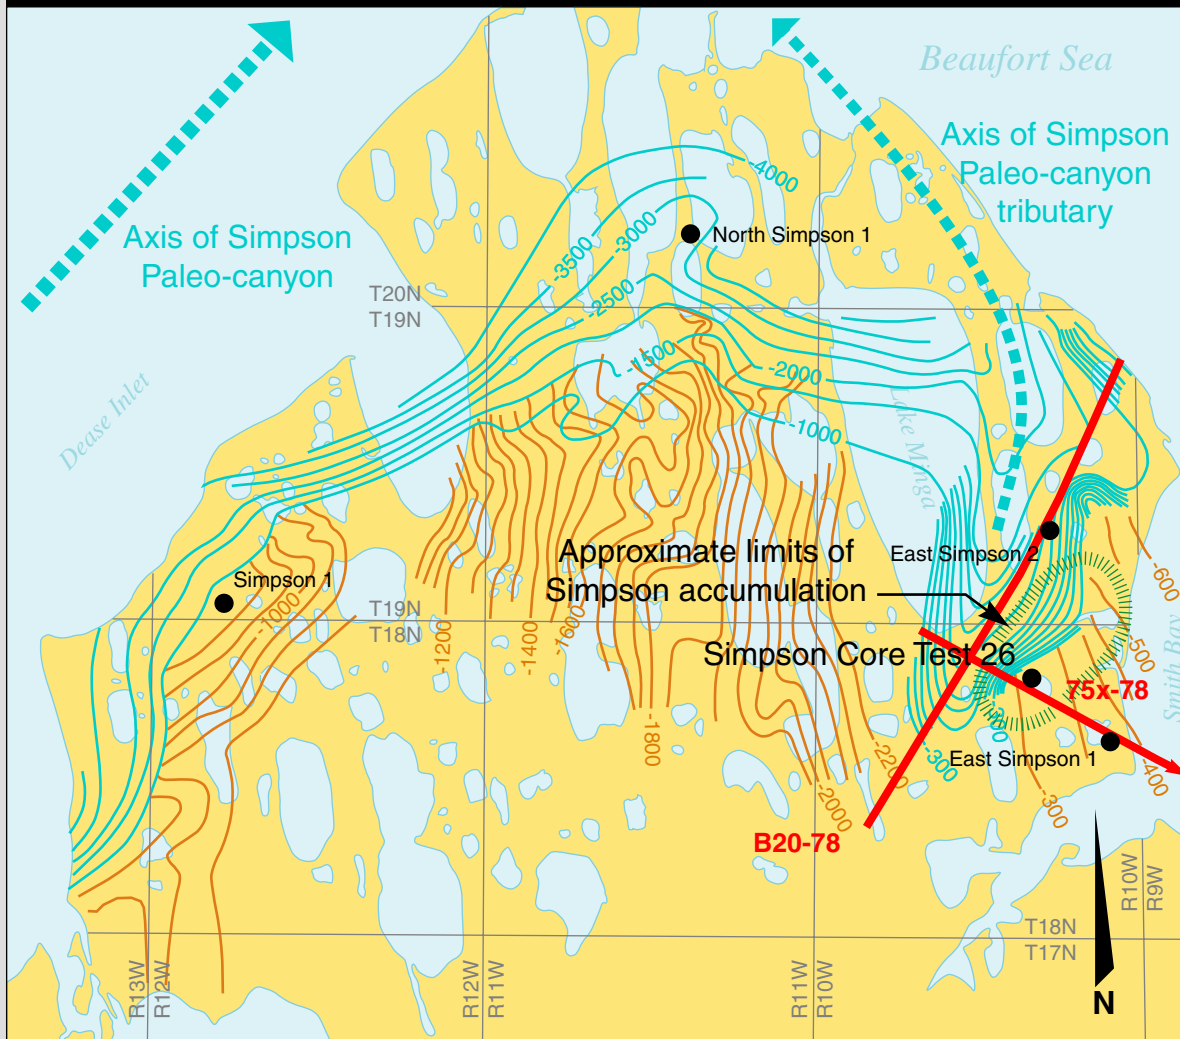 Beaufort Sea
Axis of Simpson
Paleo-canyon
tributary
-4000
North Simpson 1
-3000
-3500
Axis of Simpson
Paleo-canyon
-2500
T20N
T19N
-1500
-2000
Dease Inlet
Lake Minga
-1000
Approximate limits of
Simpson accumulation
East Simpson 2
Simpson 1
-600
-1000
T19N
T18N
-1200
-1400
-1600
Simpson Core Test 26
-500
Smith Bay
75x-78
-1800
-300
-2200
-300
East Simpson 1
-400
-2000
-300
B20-78
R10W
R9W
T18N
T17N
R13W
R12W
R12W
R11W
R11W
R10W
N